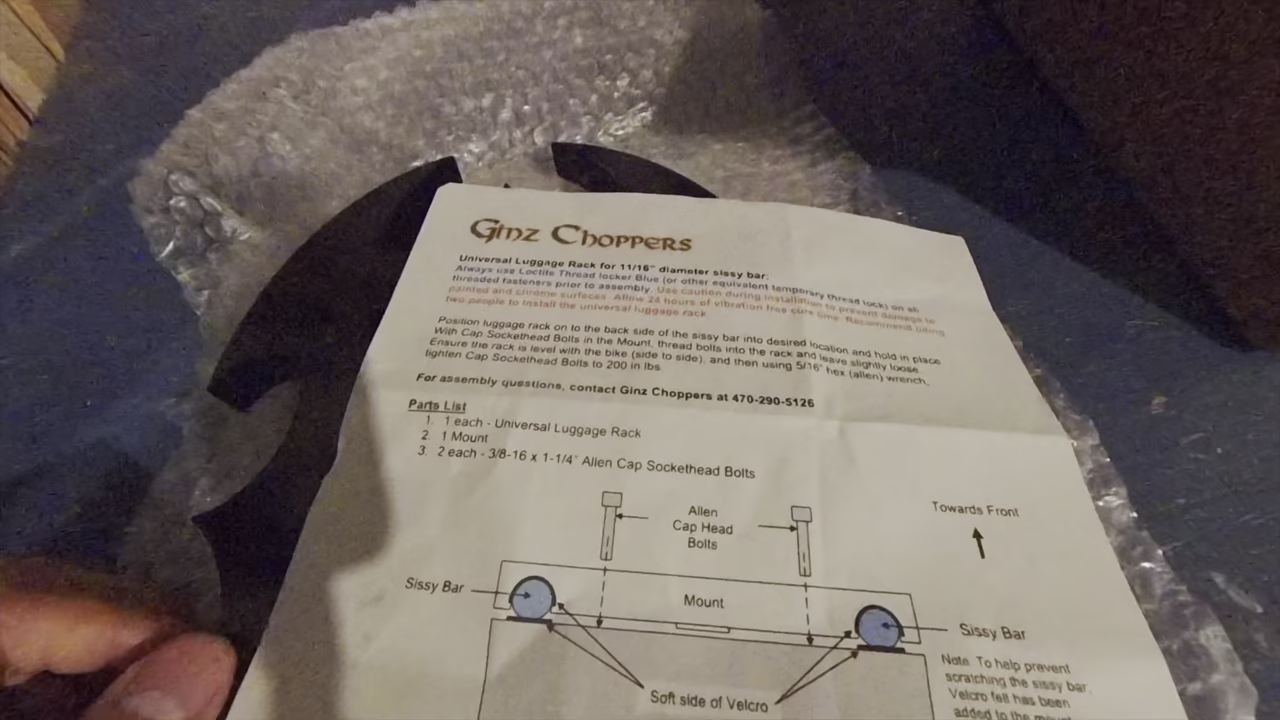 Ginz Choppers
Universal Luggage Rack for 11/16" diameter sissy bar:
Always use Loctite Thread locker Blue (or other equivalent temporary thread lock) on all
threaded fasteners prior to assembly. Use caution during installation to prevent damage to
painted and chrome surfaces. Allow 24 hours of vibration free cure time. Recommend using
two people to install the universal luggage rack.
Position luggage rack on to the back side of the sissy bar into desired location and hold in place.
With Cap Sockethead Bolts in the Mount, thread bolts into the rack and leave slightly loose.
Ensure the rack is level with the bike (side to side), and then using 5/16" hex (allen) wrench,
tighten Cap Sockethead Bolts to 200 in lbs.
For assembly questions, contact Ginz Choppers at 470-290-5126
Parts List
1. 1 each - Universal Luggage Rack
2. 1 Mount
3. 2 each - 3/8-16 x 1-1/4" Allen Cap Sockethead Bolts
Allen
Cap Head
Bolts
Towards Front
Sissy Bar
Mount
Sissy Bar
Soft side of Velcro
Note: To help prevent
scratching the sissy bar,
Velcro felt has been
added to the mount